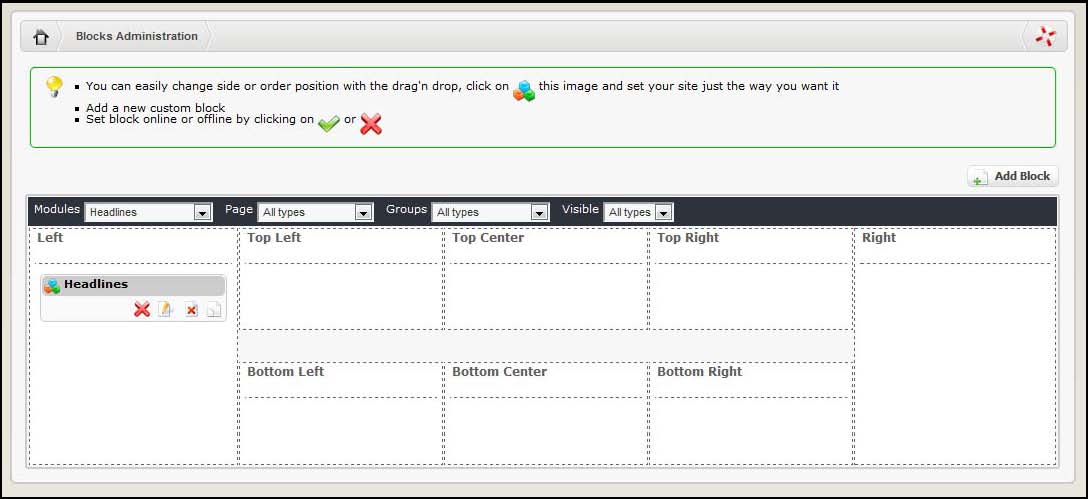 Blocks Administration
You can easily change side or order position with the drag'n drop, click on this image and set your site just the way you want it
Add a new custom block
Set block online or offline by clicking on or
Add Block
Modules Headlines Page All types Groups All types Visible All types
Left Top Left Top Center Top Right Right
Headlines
Bottom Left Bottom Center Bottom Right